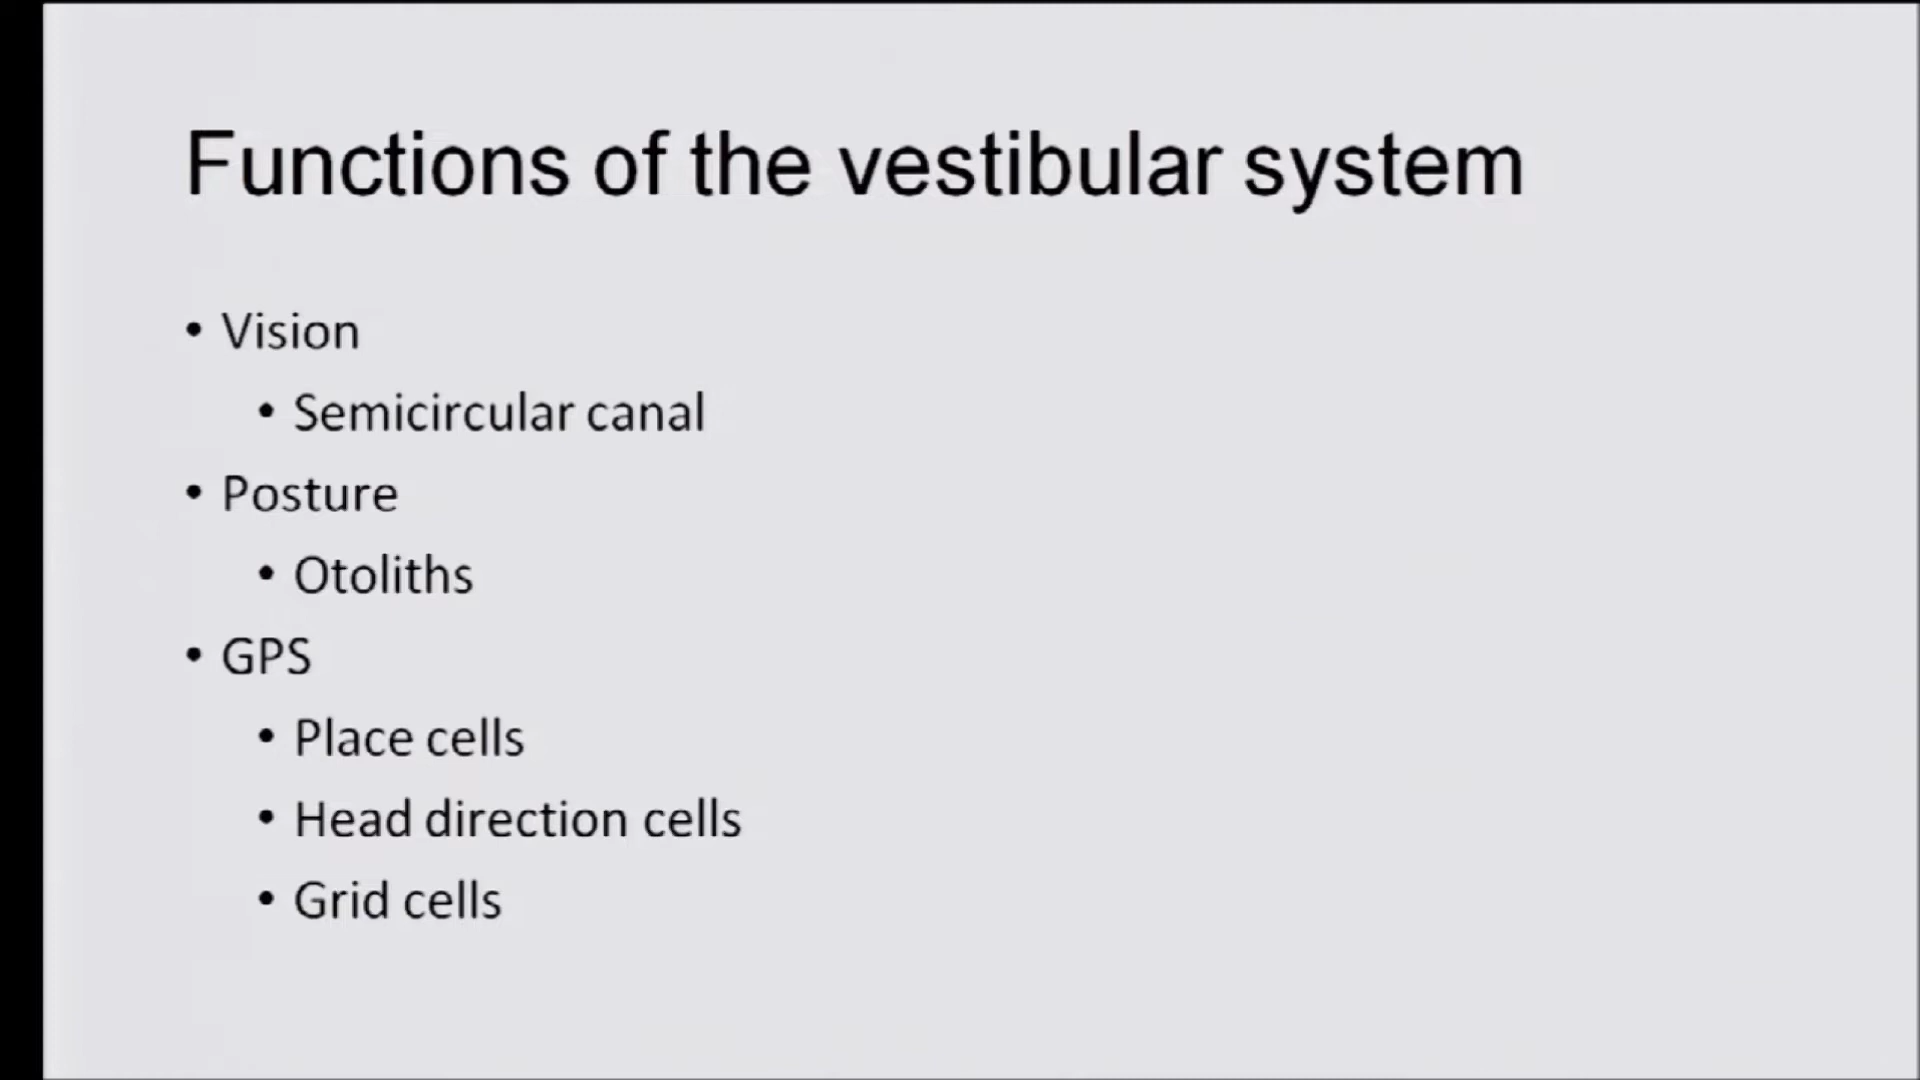 Functions of the vestibular system
• Vision
• Semicircular canal
• Posture
• Otoliths
• GPS
• Place cells
• Head direction cells
• Grid cells